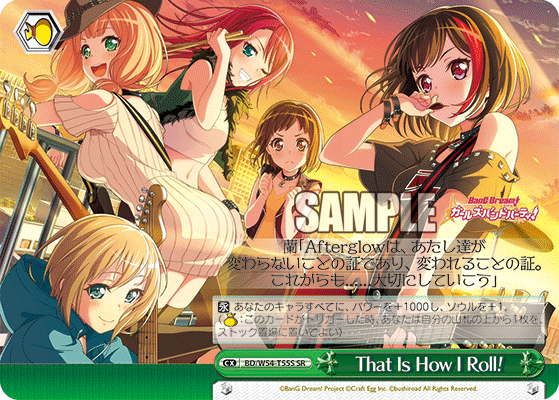 SAMPLE
BanG Dream!
ガールズバンドパーティ!
蘭「Afterglowは、あたし達が
変わらないことの証であり、変われることの証。
これからも……大切にしていこう」
永 あなたのキャラすべてに、パワーを+1000し、ソウルを+1。
(:このカードがトリガーした時、あなたは自分の山札の上から1枚を、
ストック置場に置いてよい)
CX BD/W54-T55S SR That Is How I Roll!
©BanG Dream! Project ©Craft Egg Inc. ©bushiroad All Rights Reserved.